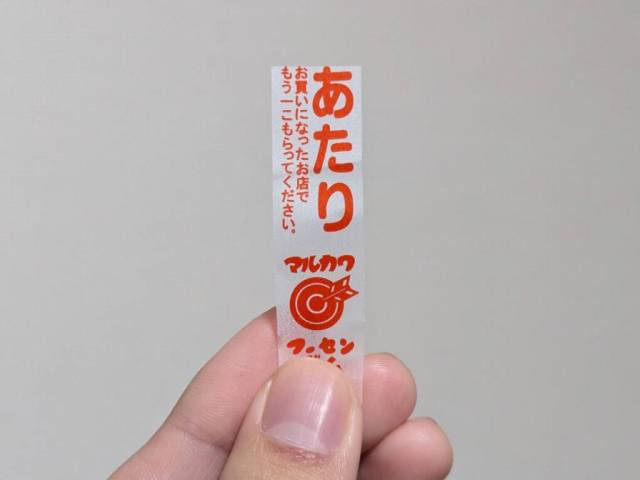 あたり
お買いになったお店で
もう一こもらってください。
マルカワ
フーセン